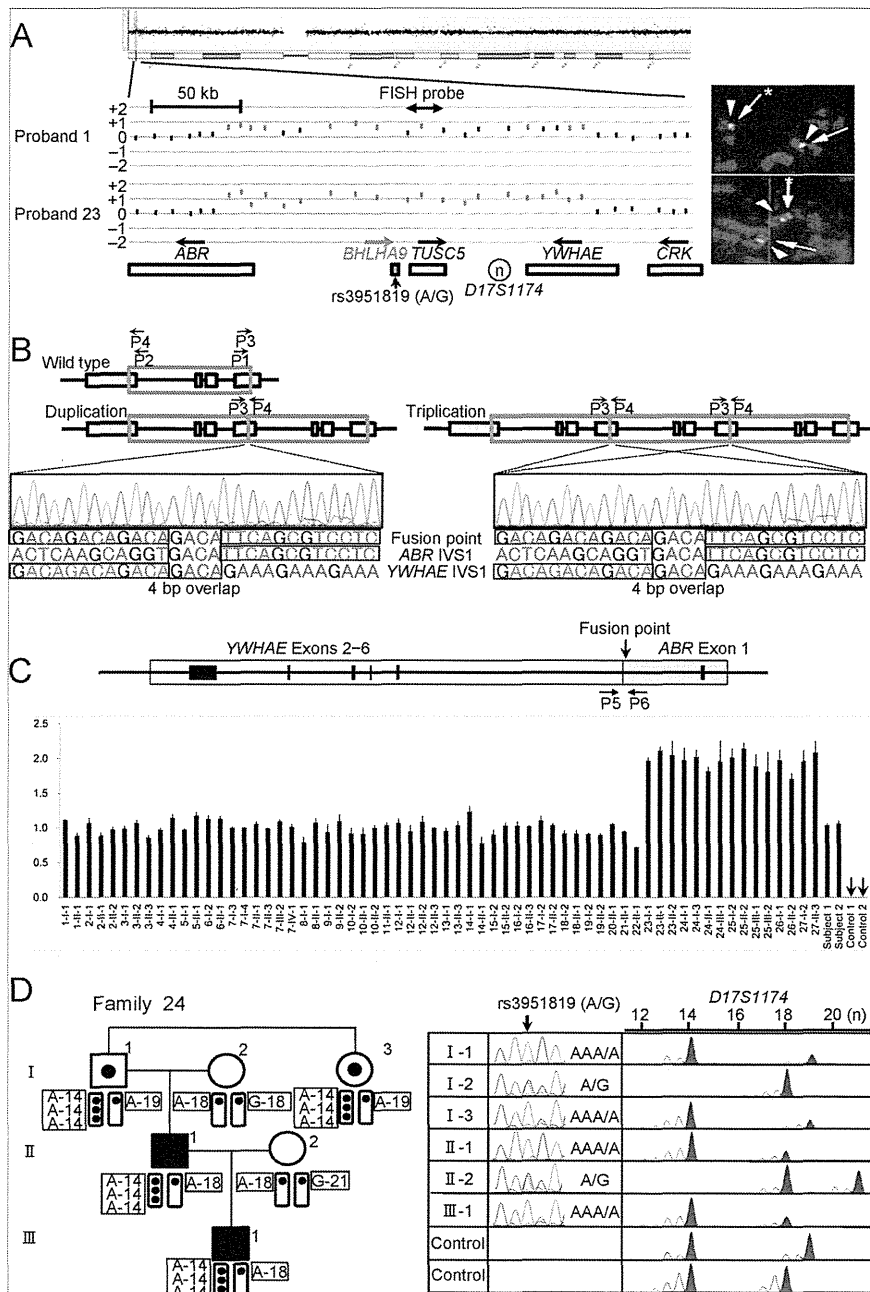 A
50 kb
FISH probe
Proband 1
+2
+1
0
−1
−2
Proband 23
+2
+1
0
−1
−2
*
*
ABR
BHLHA9
TUSC5
YWHAE
CRK
n
D17S1174
rs3951819 (A/G)
B
Wild type
P4
P2
P3
P1
Duplication
P3 P4
Triplication
P3 P4
P3 P4
GACAGACAGACA GACA TTCAGCGTCCTC
Fusion point
GACAGACAGACA GACA TTCAGCGTCCTC
ACTCAAGCAGGT GACA TTCAGCGTCCTC
ABR IVS1
ACTCAAGCAGGT GACA TTCAGCGTCCTC
GACAGACAGACA GACA GAAAGAAAGAAA
YWHAE IVS1
GACAGACAGACA GACA GAAAGAAAGAAA
4 bp overlap
4 bp overlap
C
YWHAE Exons 2−6
Fusion point
ABR Exon 1
P5 P6
2.5
2.0
1.5
1.0
0.5
0.0
Subject 1
Subject 2
Control 1
Control 2
D
Family 24
I
1
2
3
A-14
A-14
A-14
A-19
A-18
G-18
A-14
A-14
A-14
A-19
II
1
2
A-14
A-14
A-14
A-18
A-18
G-21
III
1
A-14
A-14
A-14
A-18
rs3951819 (A/G)
D17S1174
12 14 16 18 20 (n)
I-1 AAA/A
I-2 A/G
I-3 AAA/A
II-1 AAA/A
II-2 A/G
III-1 AAA/A
Control
Control